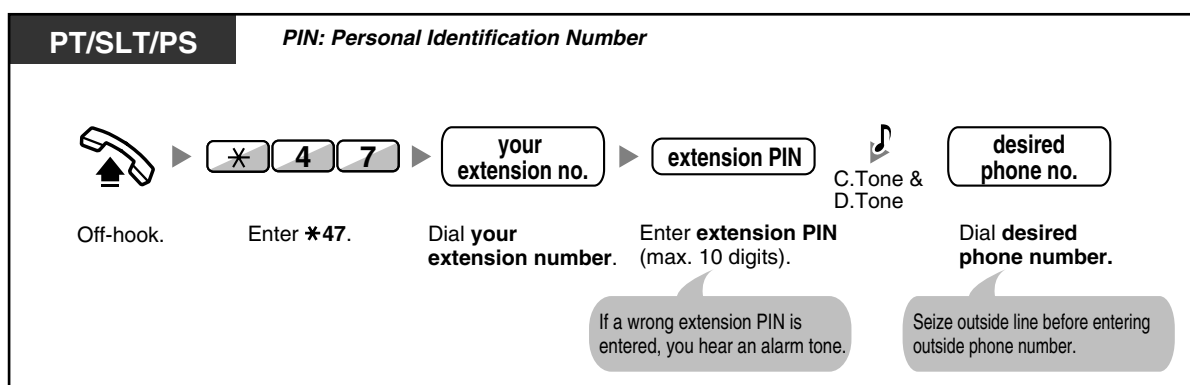 PT/SLT/PS
PIN: Personal Identification Number
✳ 4 7
your
extension no.
extension PIN
C.Tone &
D.Tone
desired
phone no.
Off-hook.
Enter ✳47.
Dial your
extension number.
Enter extension PIN
(max. 10 digits).
Dial desired
phone number.
If a wrong extension PIN is
entered, you hear an alarm tone.
Seize outside line before entering
outside phone number.